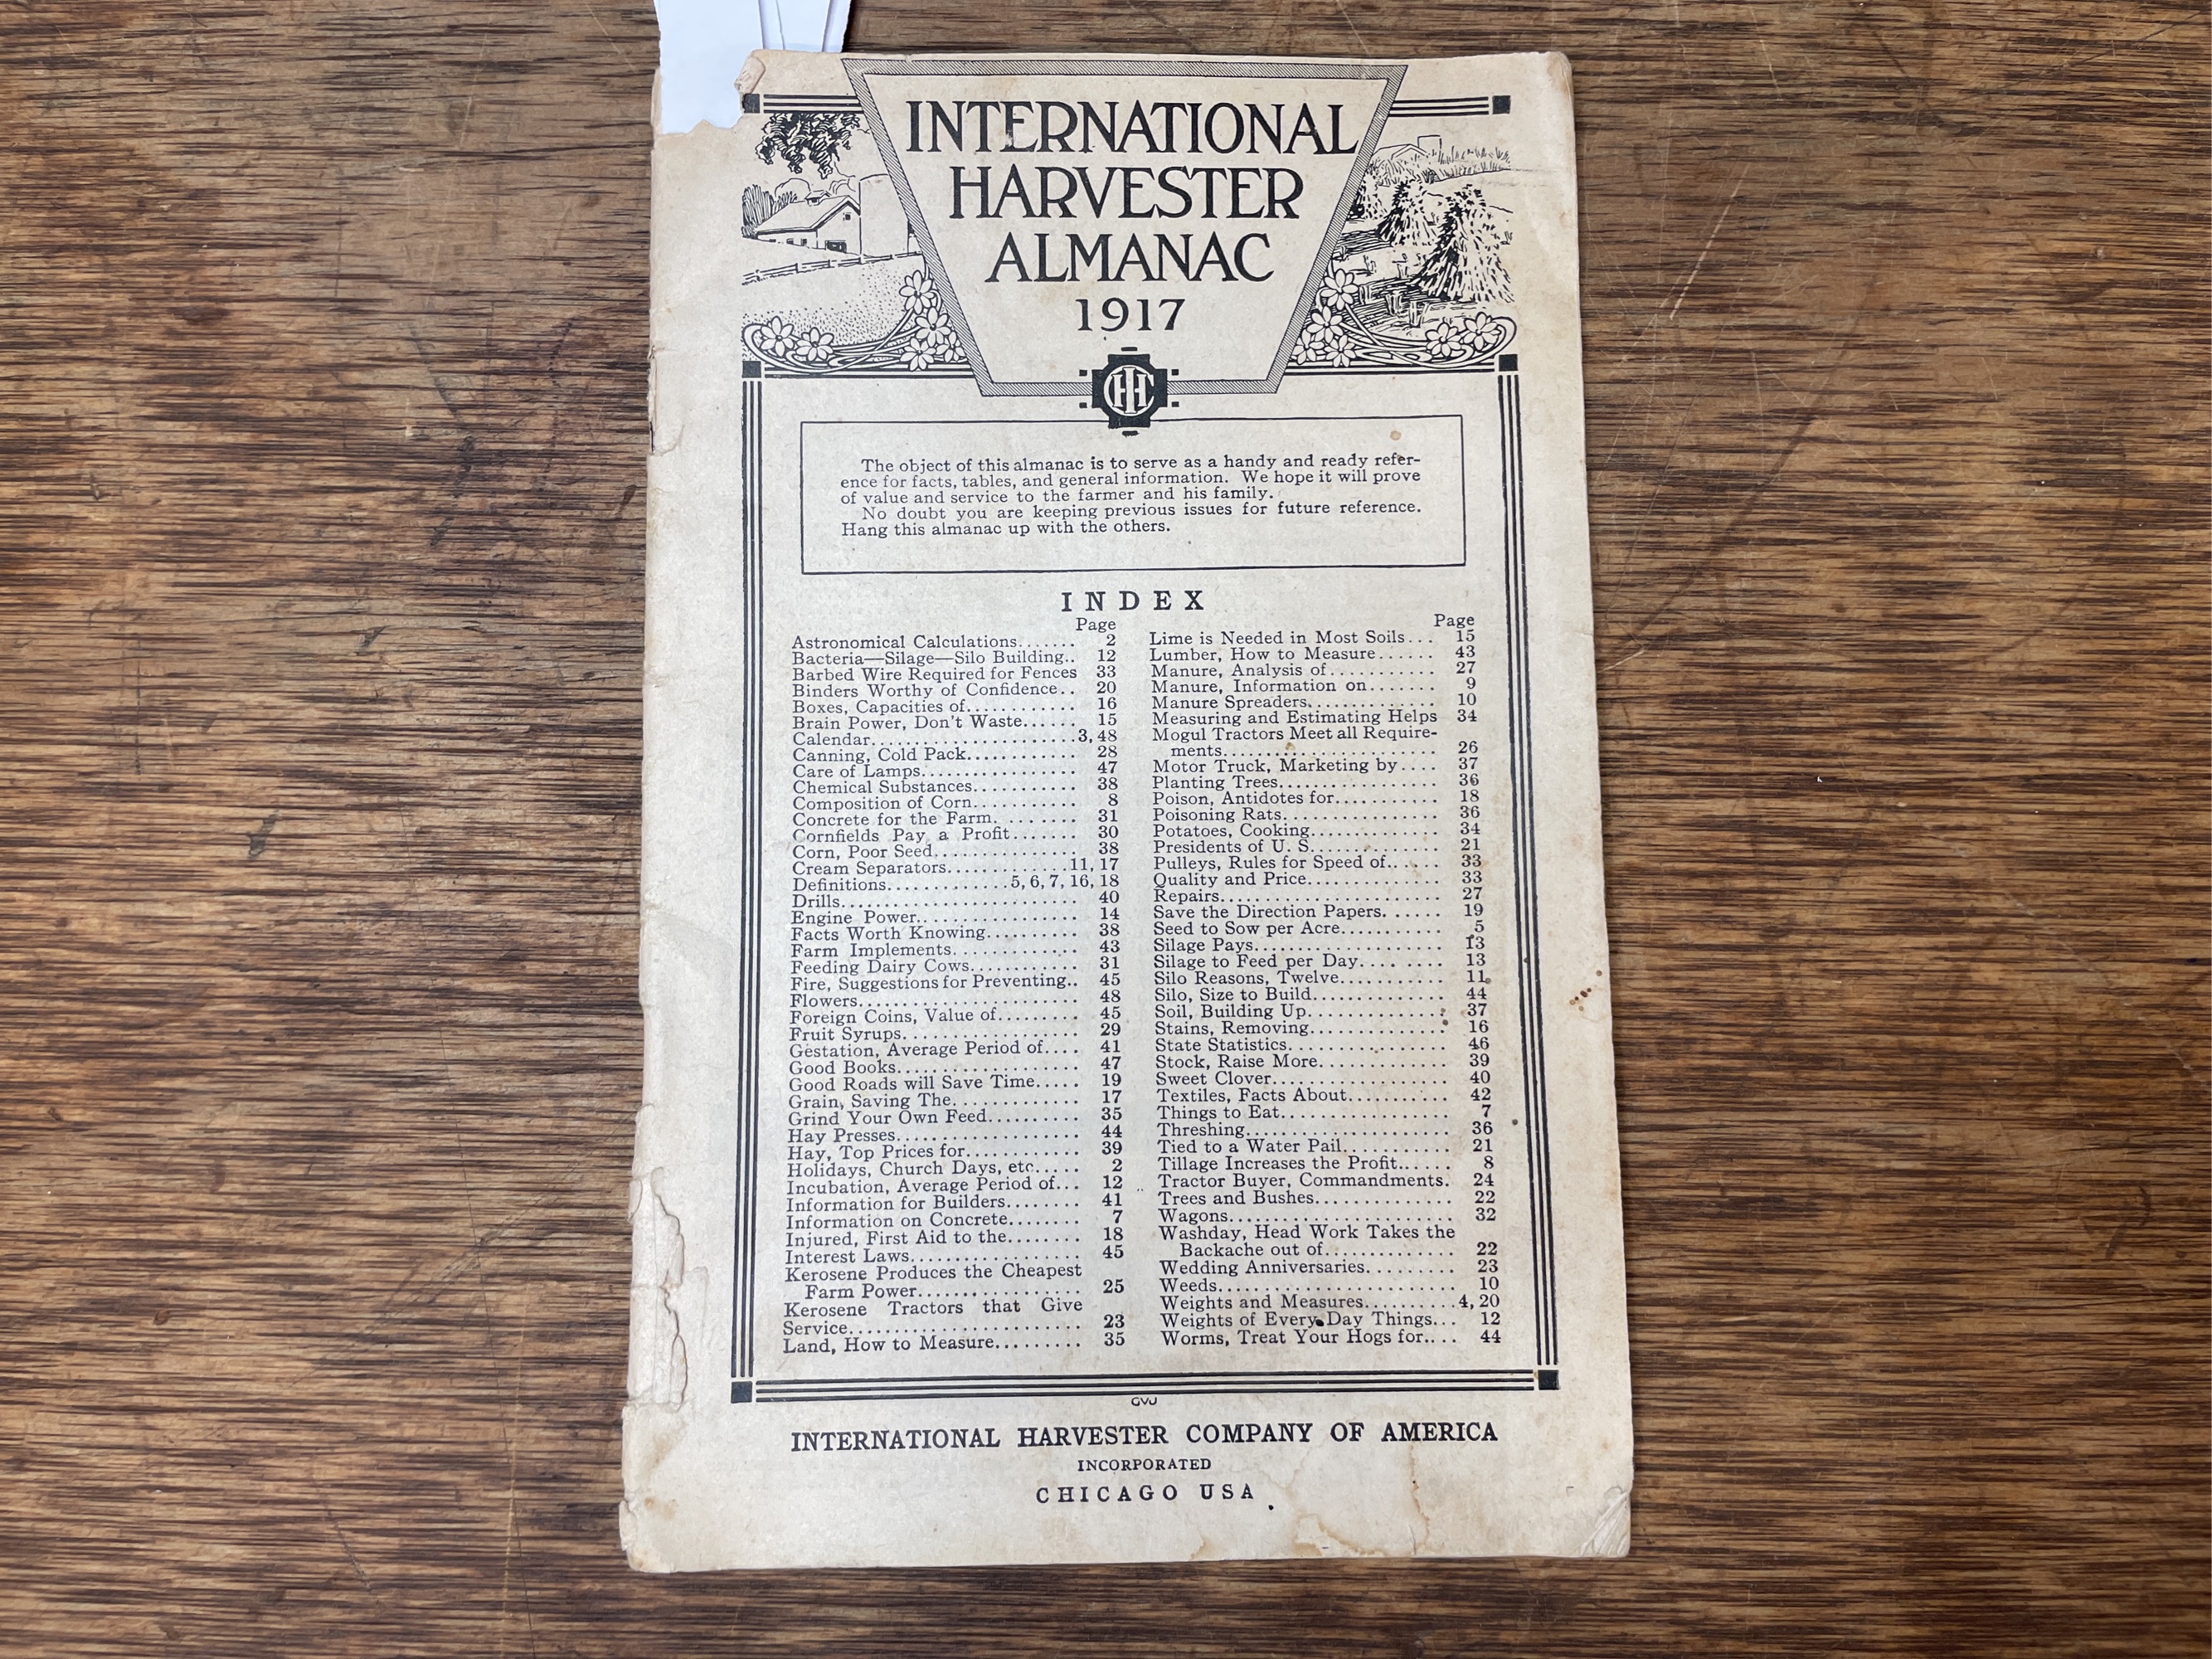 INTERNATIONAL
HARVESTER
ALMANAC
1917
IHC
The object of this almanac is to serve as a handy and ready refer-
ence for facts, tables, and general information. We hope it will prove
of value and service to the farmer and his family.
No doubt you are keeping previous issues for future reference.
Hang this almanac up with the others.
INDEX
Page
Astronomical Calculations....... 2
Bacteria—Silage—Silo Building.. 12
Barbed Wire Required for Fences 33
Binders Worthy of Confidence.. 20
Boxes, Capacities of............ 16
Brain Power, Don't Waste...... 15
Calendar......................3, 48
Canning, Cold Pack............ 28
Care of Lamps................. 47
Chemical Substances........... 38
Composition of Corn........... 8
Concrete for the Farm. ........ 31
Cornfields Pay a Profit....... 30
Corn, Poor Seed............... 38
Cream Separators............11, 17
Definitions............5, 6, 7, 16, 18
Drills......................... 40
Engine Power.................. 14
Facts Worth Knowing.......... 38
Farm Implements.............. 43
Feeding Dairy Cows............ 31
Fire, Suggestions for Preventing.. 45
Flowers....................... 48
Foreign Coins, Value of......... 45
Fruit Syrups.................. 29
Gestation, Average Period of.... 41
Good Books................... 47
Good Roads will Save Time..... 19
Grain, Saving The............. 17
Grind Your Own Feed.......... 35
Hay Presses................... 44
Hay, Top Prices for............ 39
Holidays, Church Days, etc..... 2
Incubation, Average Period of... 12
Information for Builders........ 41
Information on Concrete........ 7
Injured, First Aid to the........ 18
Interest Laws.................. 45
Kerosene Produces the Cheapest
Farm Power................. 25
Kerosene Tractors that Give
Service........................ 23
Land, How to Measure......... 35
Page
Lime is Needed in Most Soils... 15
Lumber, How to Measure...... 43
Manure, Analysis of........... 27
Manure, Information on....... 9
Manure Spreaders.............. 10
Measuring and Estimating Helps 34
Mogul Tractors Meet all Require-
ments........................ 26
Motor Truck, Marketing by.... 37
Planting Trees................. 36
Poison, Antidotes for........... 18
Poisoning Rats................. 36
Potatoes, Cooking.............. 34
Presidents of U. S.............. 21
Pulleys, Rules for Speed of...... 33
Quality and Price.............. 33
Repairs....................... 27
Save the Direction Papers. ..... 19
Seed to Sow per Acre.......... 5
Silage Pays.................... 13
Silage to Feed per Day......... 13
Silo Reasons, Twelve........... 11
Silo, Size to Build.............. 44
Soil, Building Up.............. 37
Stains, Removing.............. 16
State Statistics................. 46
Stock, Raise More............. 39
Sweet Clover.................. 40
Textiles, Facts About........... 42
Things to Eat.................. 7
Threshing..................... 36
Tied to a Water Pail........... 21
Tillage Increases the Profit...... 8
Tractor Buyer, Commandments. 24
Trees and Bushes.............. 22
Wagons....................... 32
Washday, Head Work Takes the
Backache out of............. 22
Wedding Anniversaries......... 23
Weeds........................ 10
Weights and Measures..........4, 20
Weights of Every Day Things... 12
Worms, Treat Your Hogs for.... 44
GVJ
INTERNATIONAL HARVESTER COMPANY OF AMERICA
INCORPORATED
CHICAGO USA